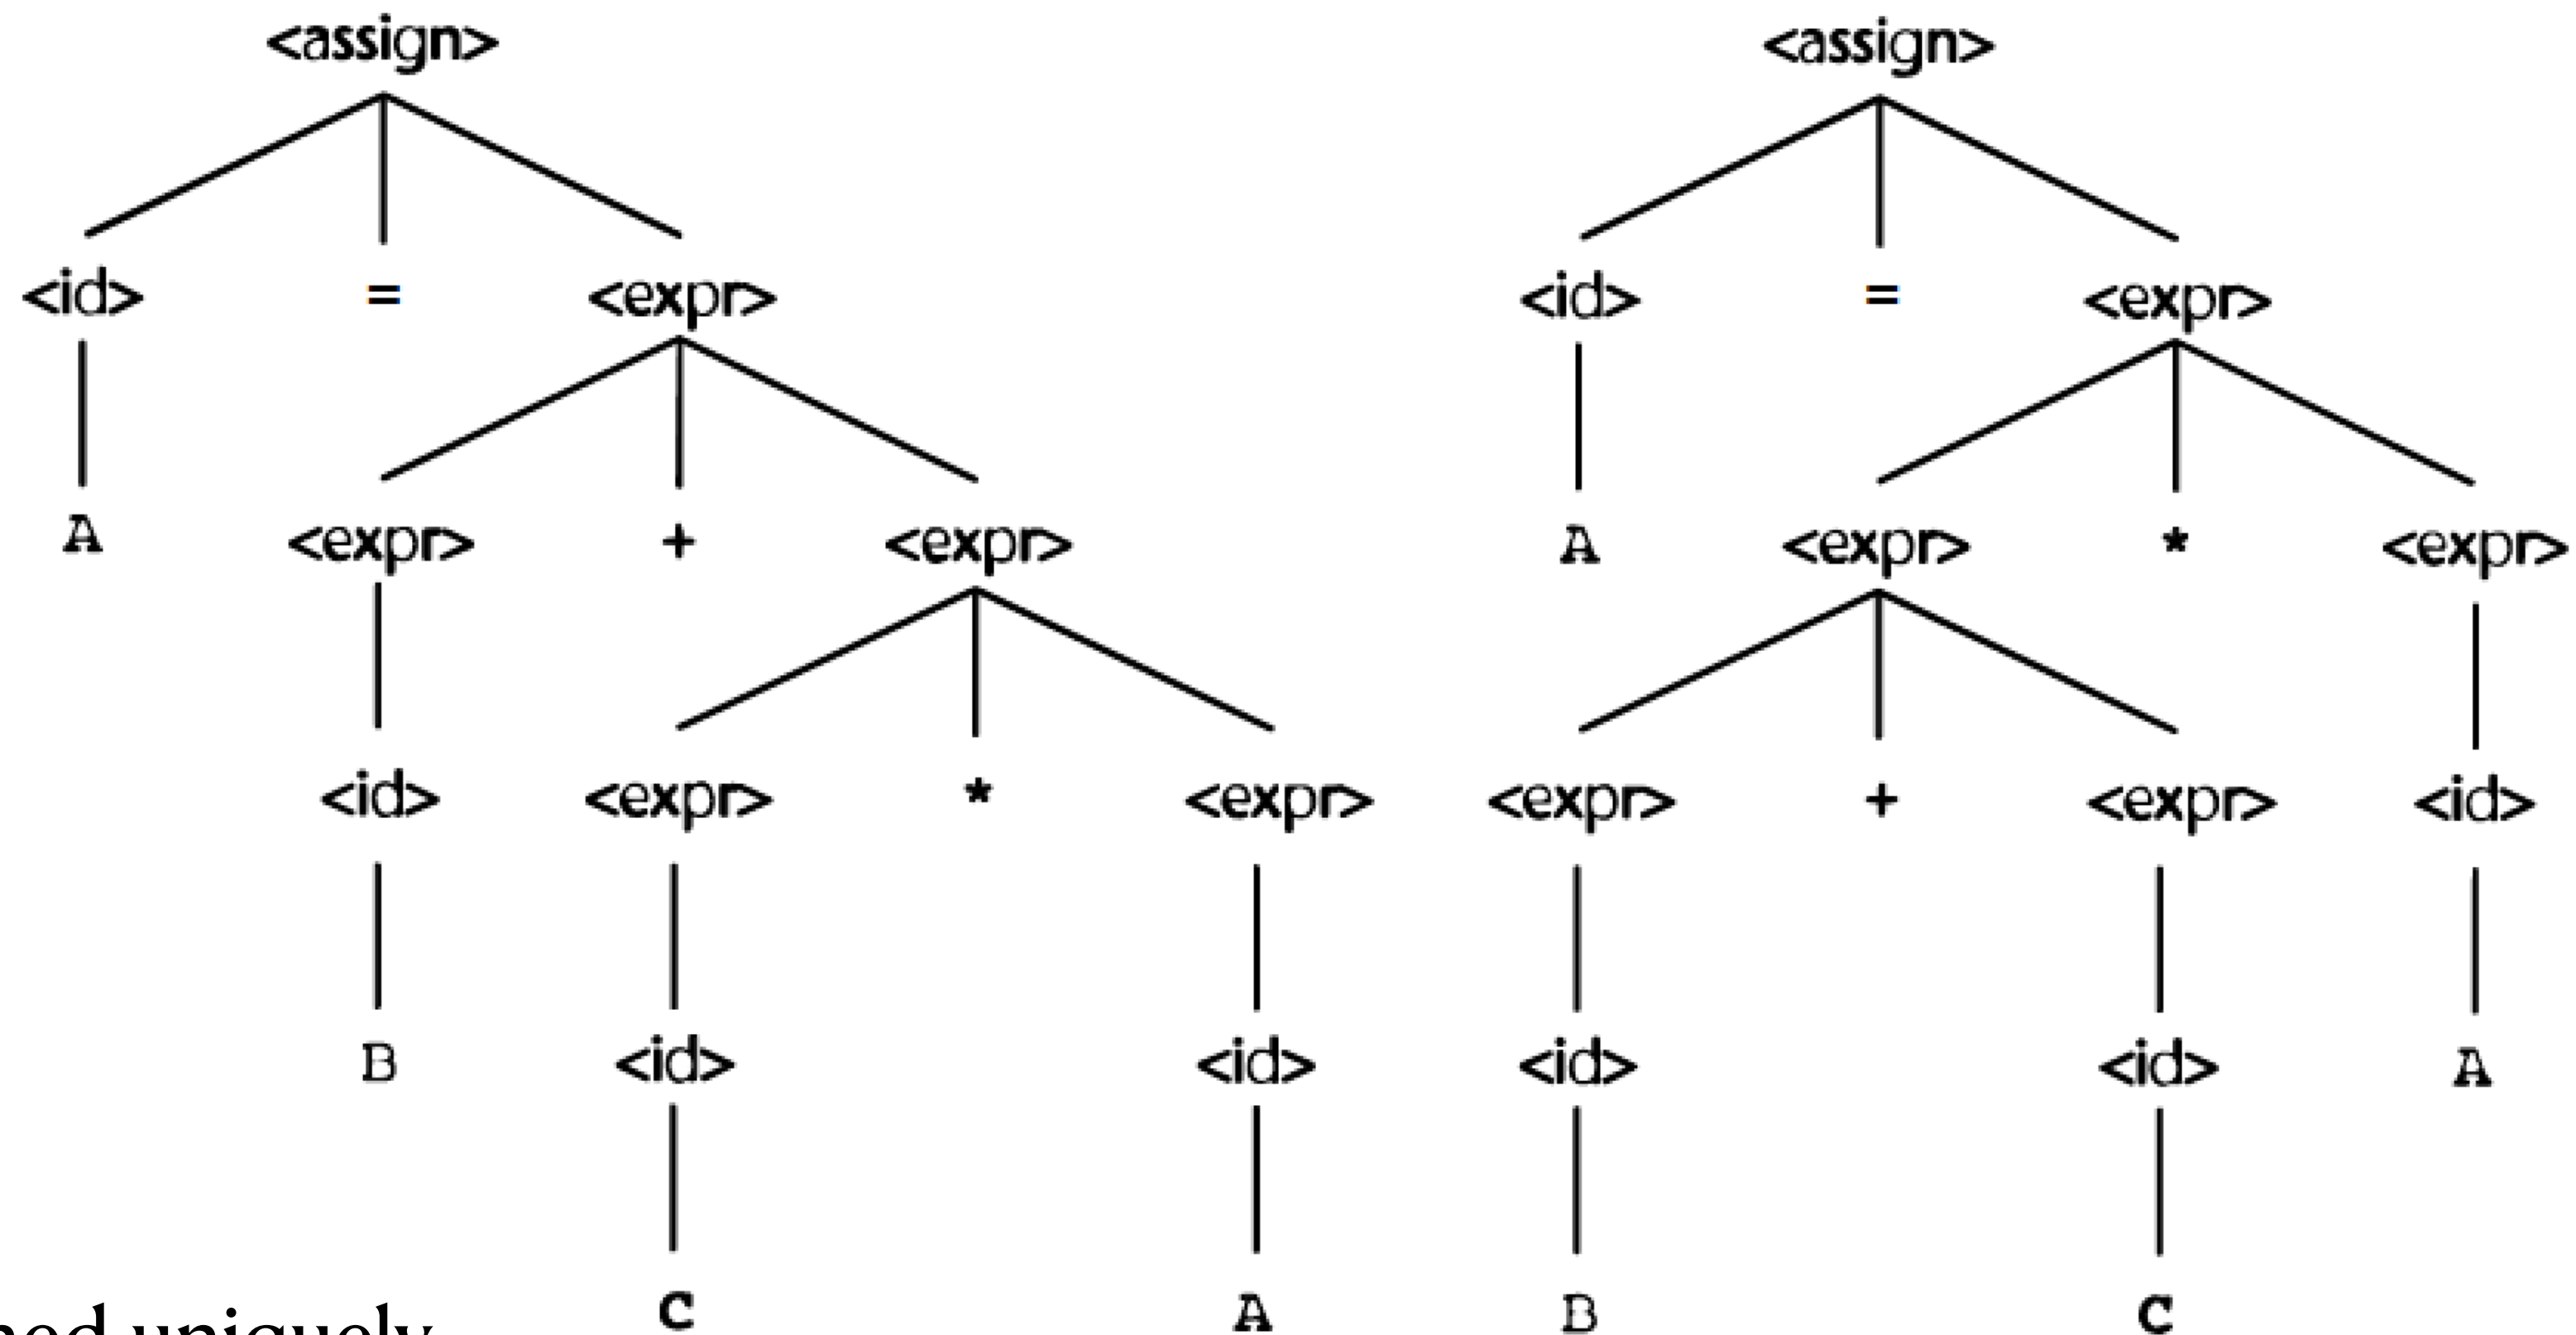 <assign> <assign>
<id> = <expr> <id> = <expr>
A <expr> + <expr> A <expr> * <expr>
<id> <expr> * <expr> <expr> + <expr> <id>
B <id> <id> <id> <id> A
C A B C
uniquely